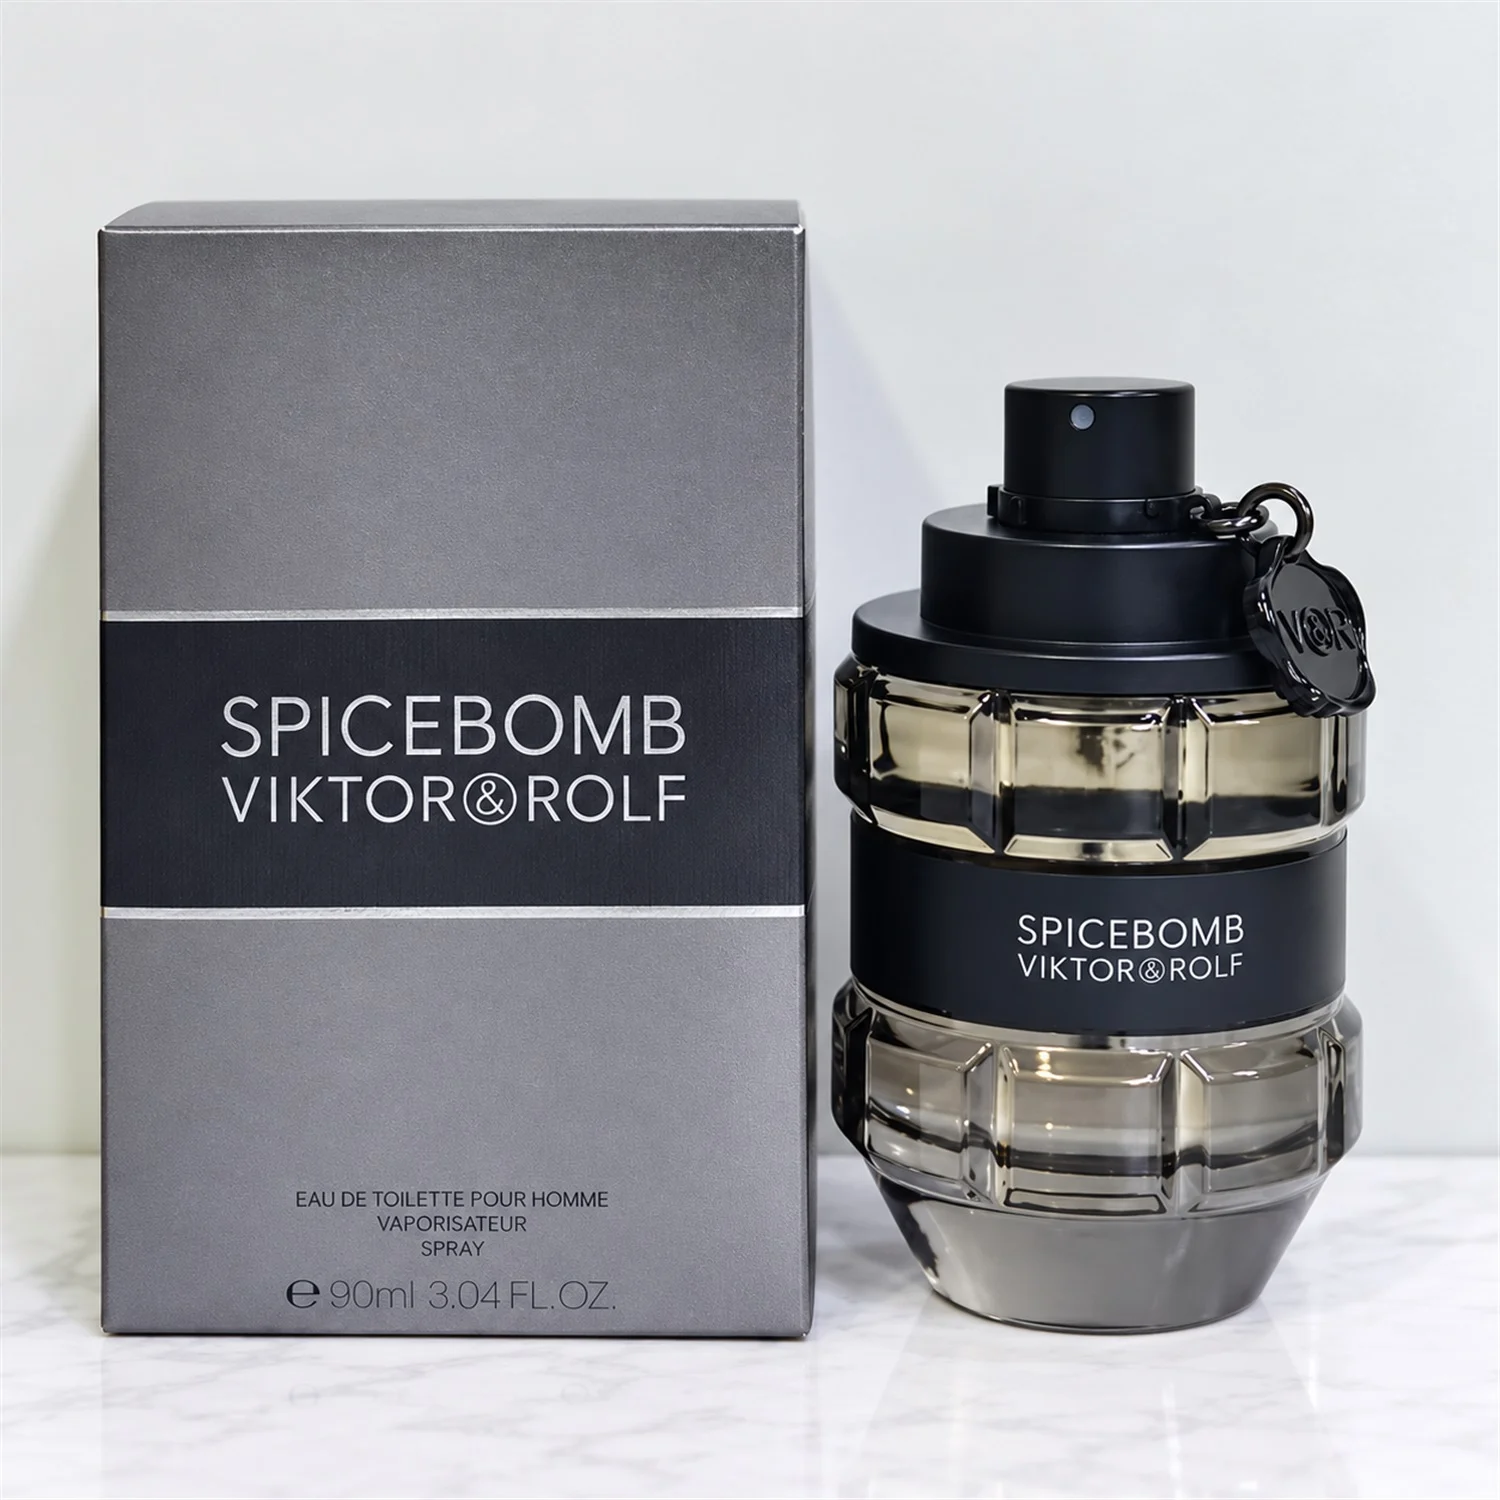 SPICEBOMB
VIKTOR&ROLF
EAU DE TOILETTE POUR HOMME
VAPORISATEUR
SPRAY
℮ 90ml 3.04 FL.OZ.
V&R
SPICEBOMB
VIKTOR&ROLF